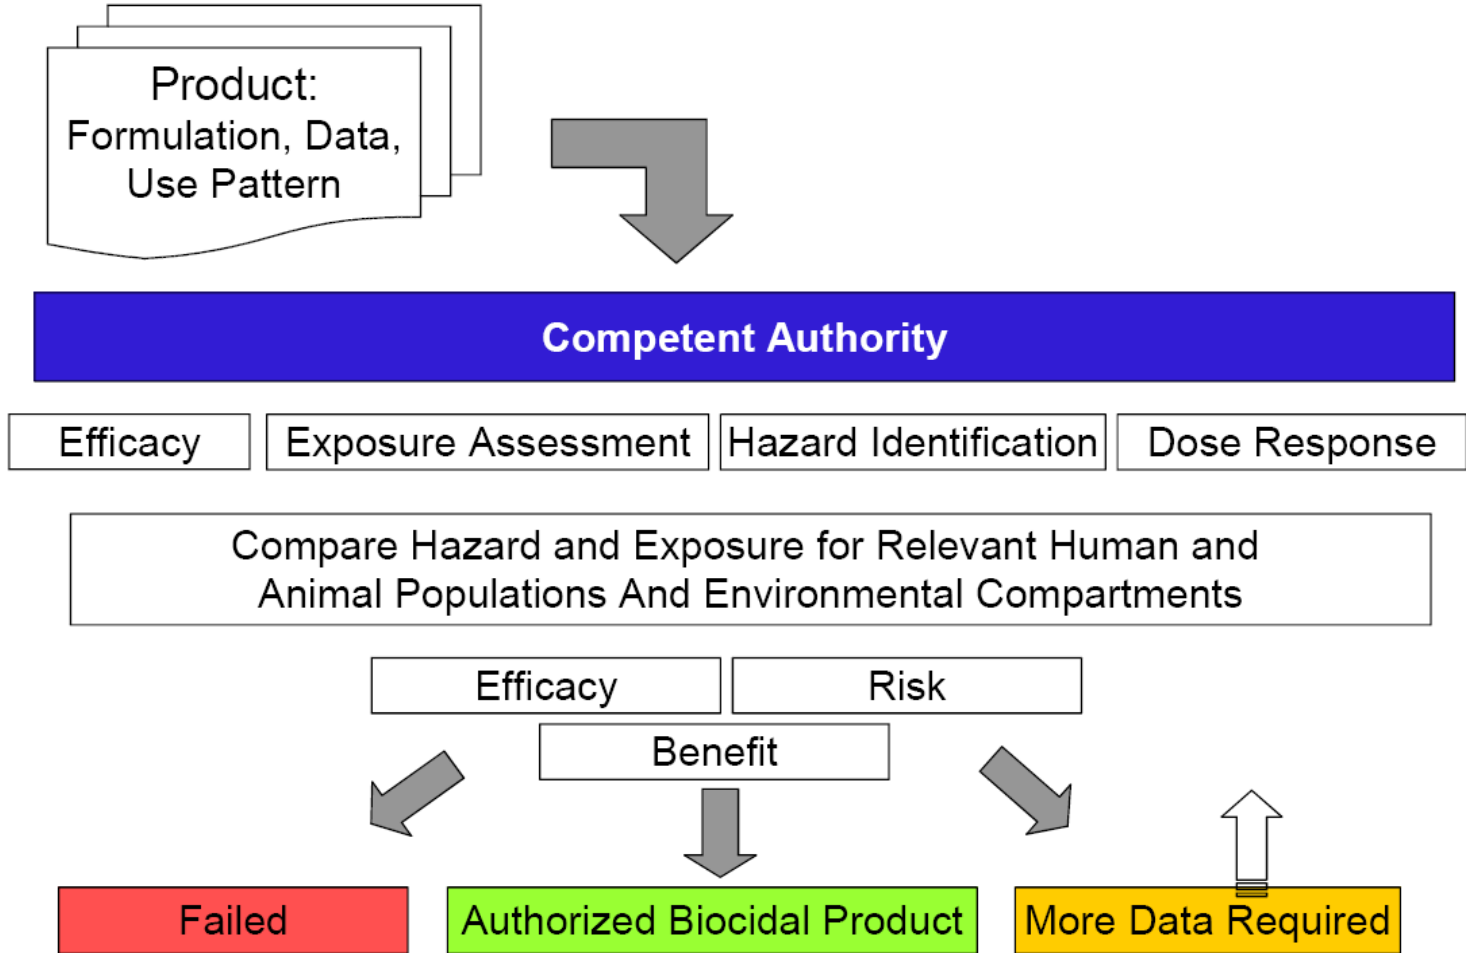 Product:
Formulation, Data,
Use Pattern
Competent Authority
Efficacy
Exposure Assessment
Hazard Identification
Dose Response
Compare Hazard and Exposure for Relevant Human and
Animal Populations And Environmental Compartments
Efficacy
Risk
Benefit
Failed
Authorized Biocidal Product
More Data Required